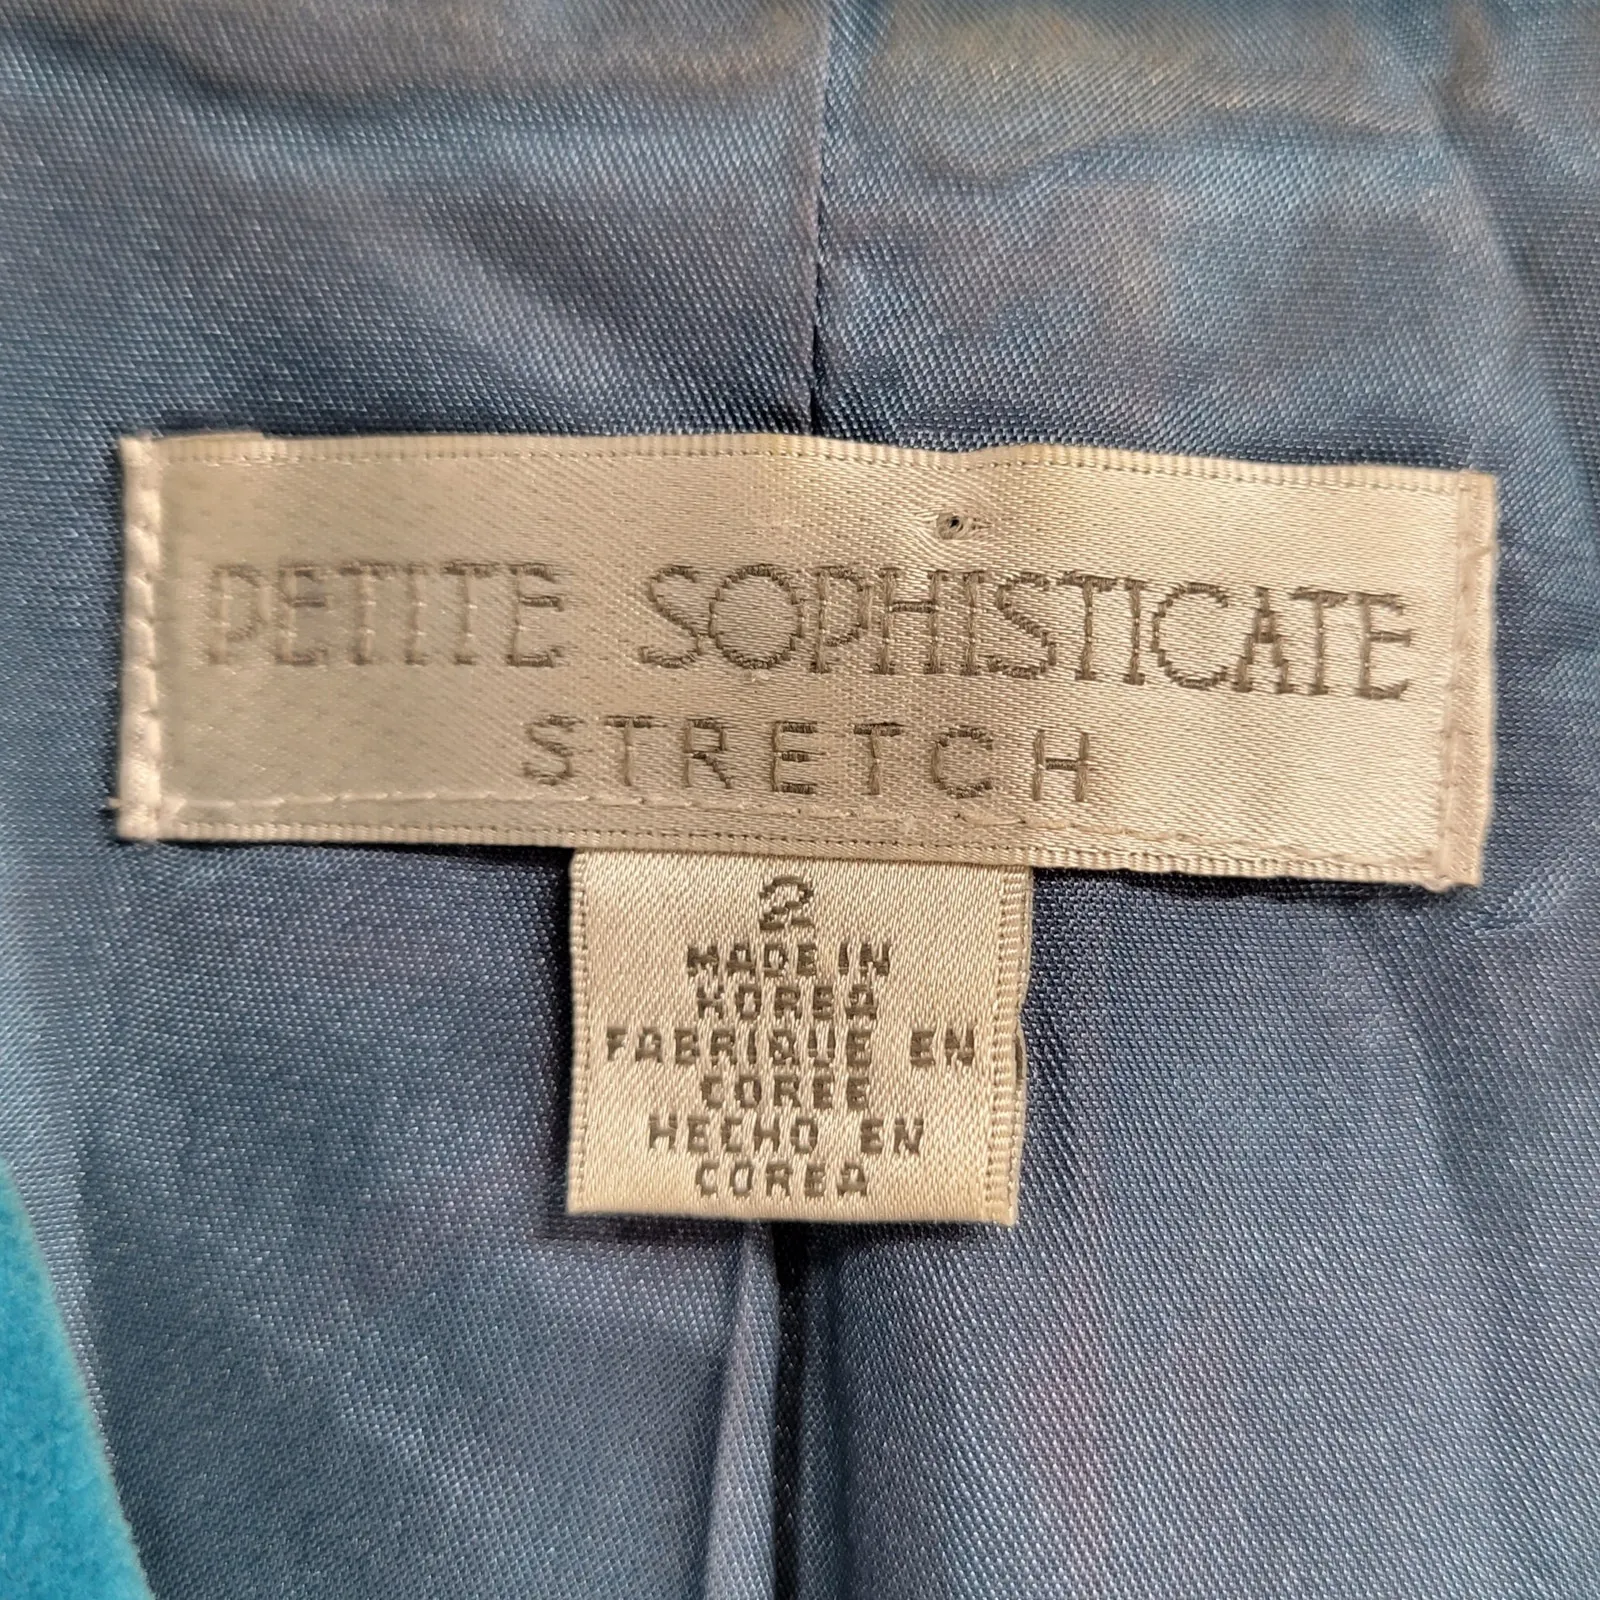 PETITE SOPHISTICATE
STRETCH
2
MADE IN
KOREA
FABRIQUE EN
COREE
HECHO EN
COREA